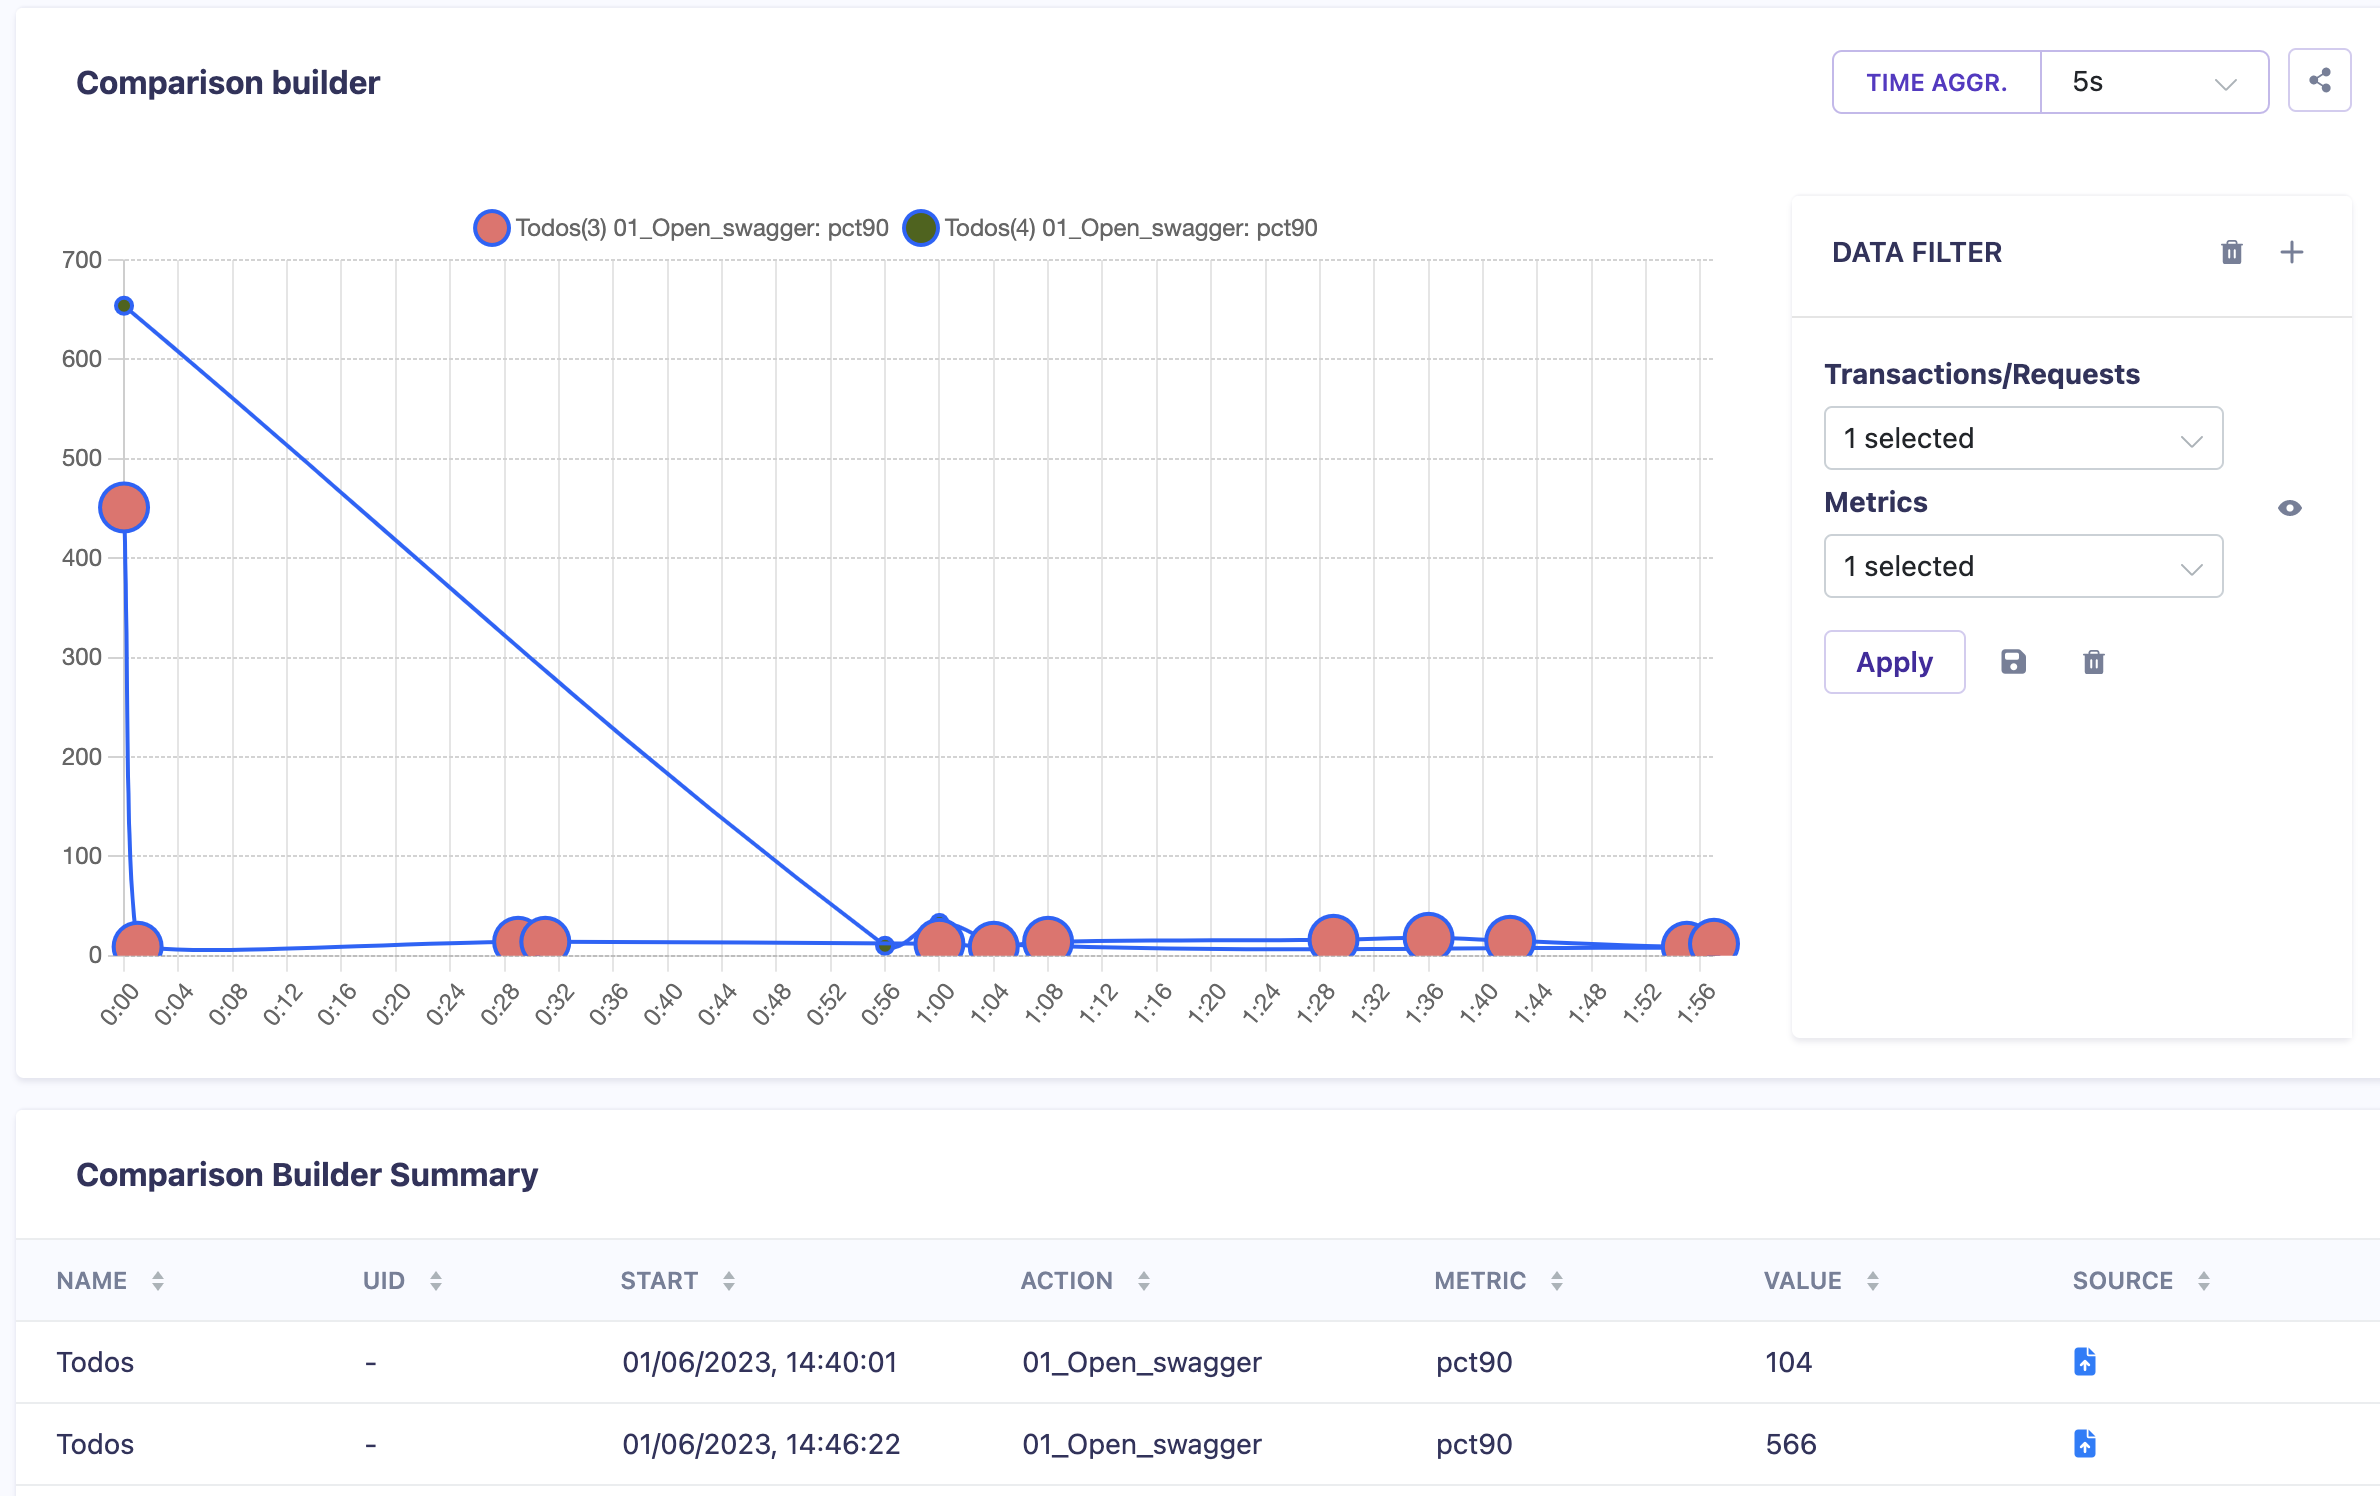 Comparison builder
TIME AGGR.
5s
Todos(3) 01_Open_swagger: pct90
Todos(4) 01_Open_swagger: pct90
700
600
500
400
300
200
100
0
0:00 0:04 0:08 0:12 0:16 0:20 0:24 0:28 0:32 0:36 0:40 0:44 0:48 0:52 0:56 1:00 1:04 1:08 1:12 1:16 1:20 1:24 1:28 1:32 1:36 1:40 1:44 1:48 1:52 1:56
DATA FILTER
Transactions/Requests
1 selected
Metrics
1 selected
Apply
Comparison Builder Summary
NAME UID START ACTION METRIC VALUE SOURCE
Todos - 01/06/2023, 14:40:01 01_Open_swagger pct90 104
Todos - 01/06/2023, 14:46:22 01_Open_swagger pct90 566